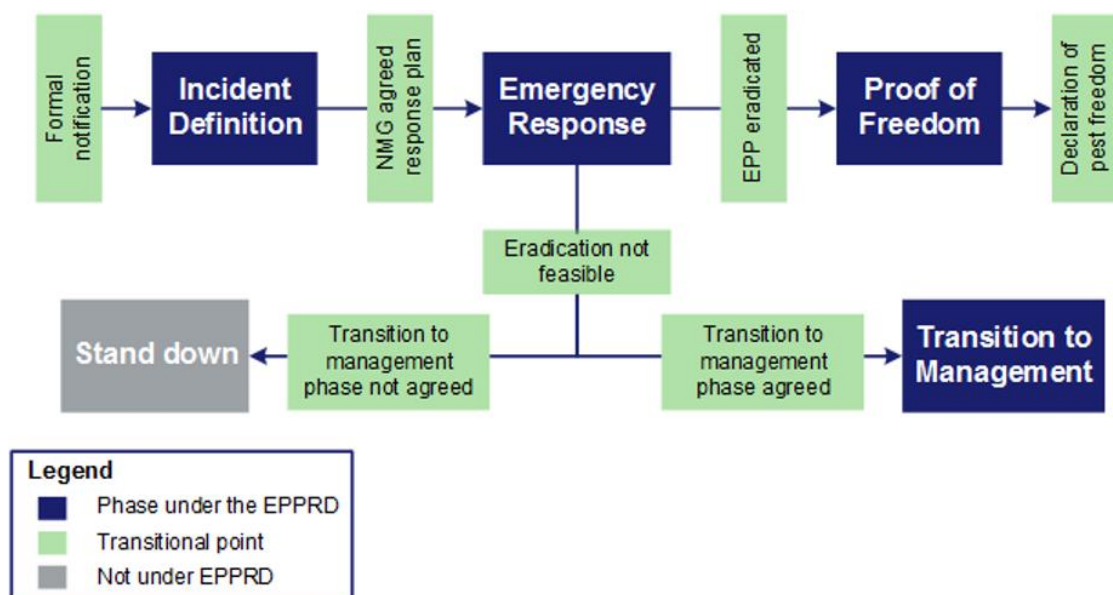 Formal
notification
Incident
Definition
NMG agreed
response plan
Emergency
Response
EPP eradicated
Proof of
Freedom
Declaration of
pest freedom
Eradication not
feasible
Stand down
Transition to
management
phase not agreed
Transition to
management
phase agreed
Transition to
Management
Legend
Phase under the EPPRD
Transitional point
Not under EPPRD